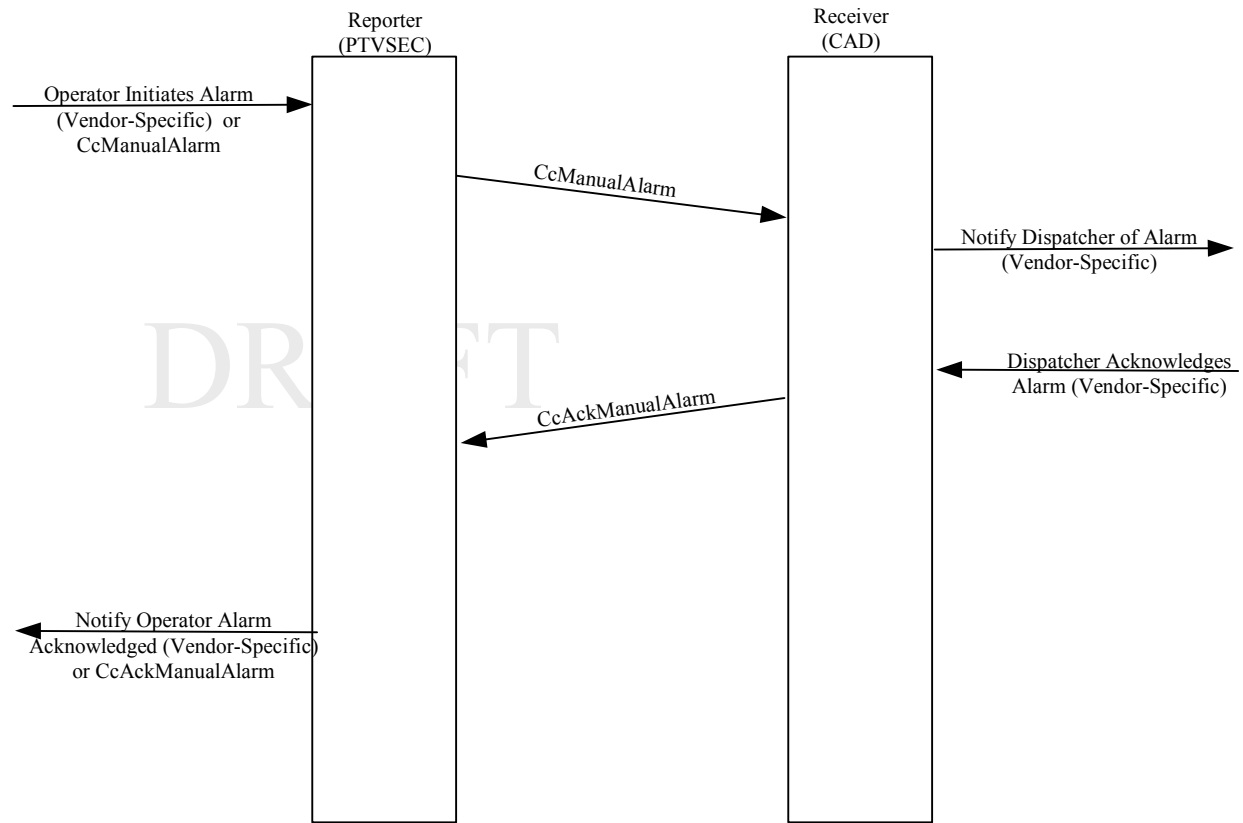 Reporter
(PTVSEC)
Receiver
(CAD)
Operator Initiates Alarm
(Vendor-Specific) or
CcManualAlarm
CcManualAlarm
Notify Dispatcher of Alarm
(Vendor-Specific)
Dispatcher Acknowledges
Alarm (Vendor-Specific)
CcAckManualAlarm
Notify Operator Alarm
Acknowledged (Vendor-Specific)
or CcAckManualAlarm